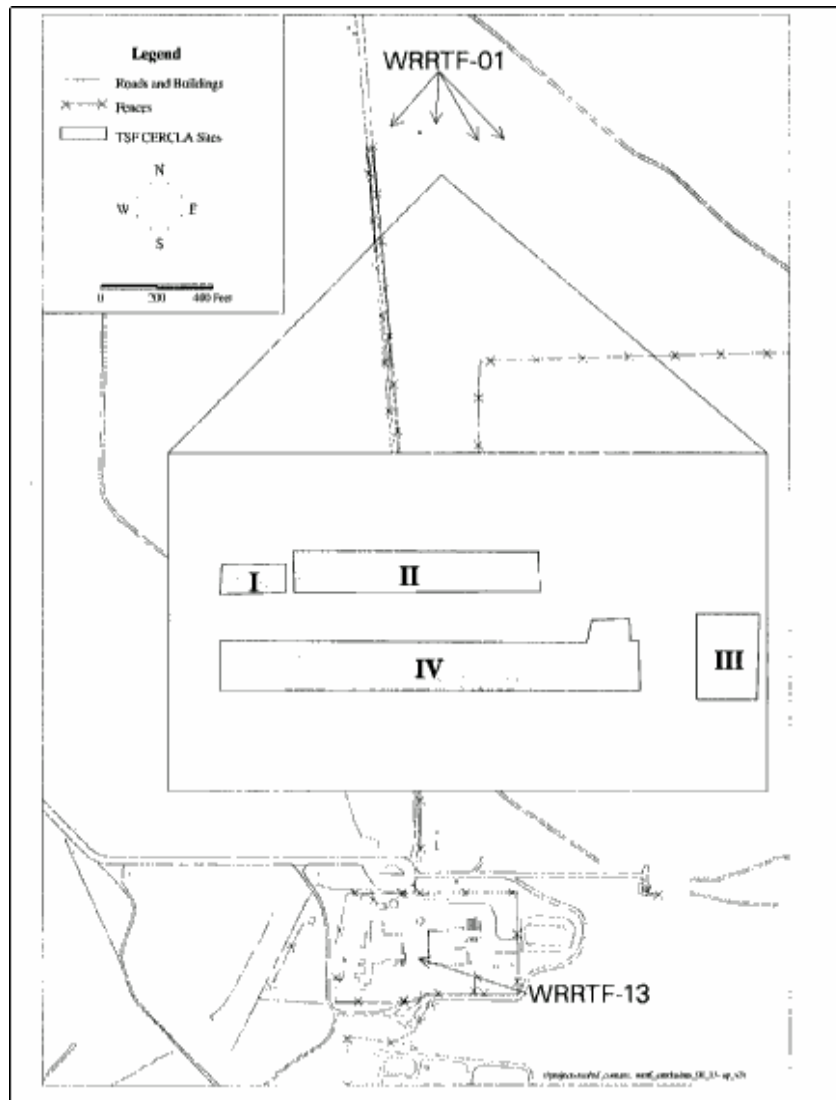 Legend
Roads and Buildings
Fences
TSF CERCLA Sites
N
W E
S
0 200 400 Feet
WRRTF-01
I II
IV III
WRRTF-13